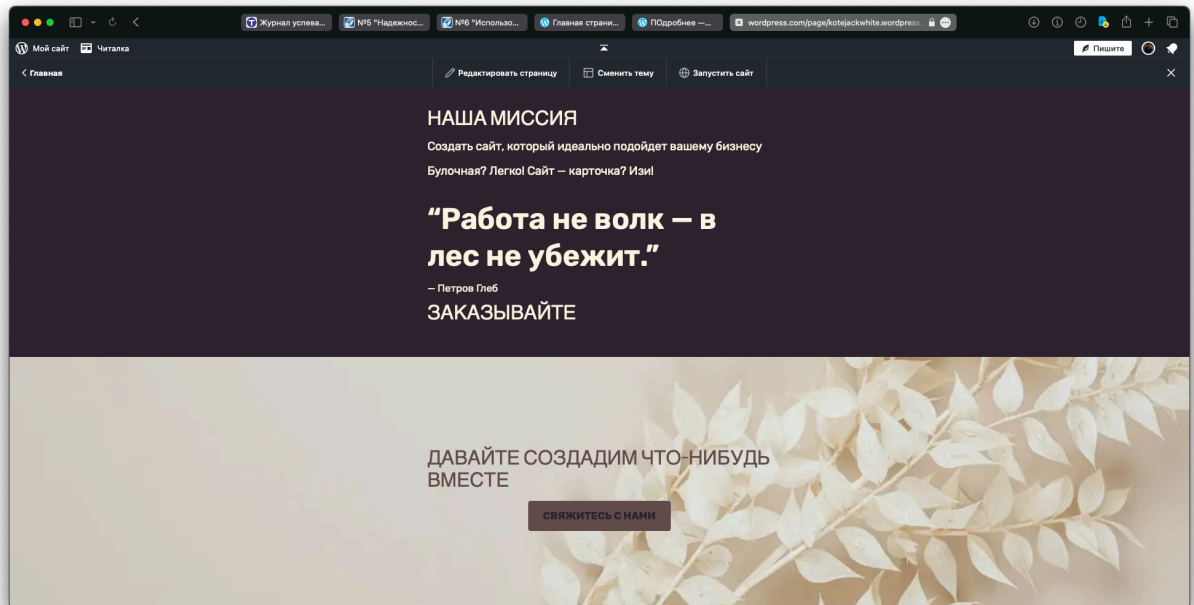 Журнал успева...
№5 "Надежнос...
№6 "Использо...
Главная страни...
ПОдробнее —...
wordpress.com/page/kotejackwhite.wordpress.
Мой сайт
Читалка
Пишите
Главная
Редактировать страницу
Сменить тему
Запустить сайт
НАША МИССИЯ
Создать сайт, который идеально подойдет вашему бизнесу
Булочная? Легко! Сайт — карточка? Изи!
“Работа не волк — в
лес не убежит.”
— Петров Глеб
ЗАКАЗЫВАЙТЕ
ДАВАЙТЕ СОЗДАДИМ ЧТО-НИБУДЬ
ВМЕСТЕ
СВЯЖИТЕСЬ С НАМИ